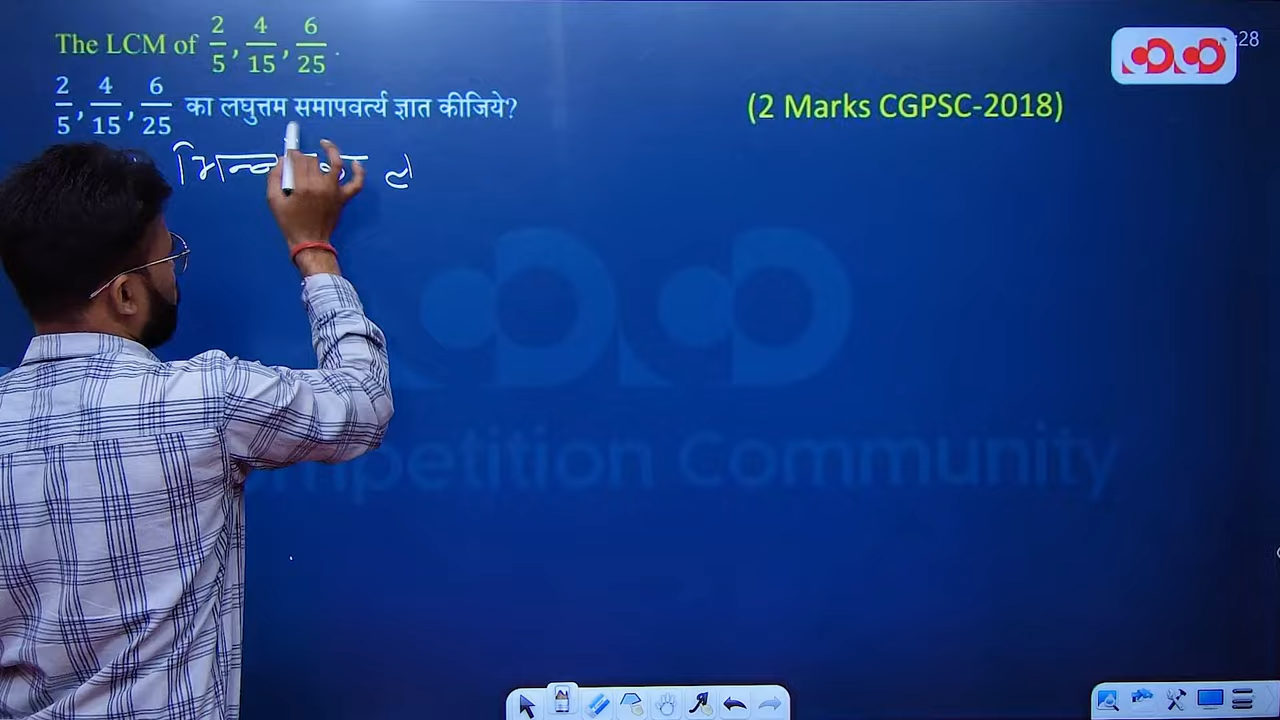 The LCM of 2/5, 4/15, 6/25.
2/5, 4/15, 6/25 का लघुत्तम समापवर्त्य ज्ञात कीजिये?
(2 Marks CGPSC-2018)
:28
Community